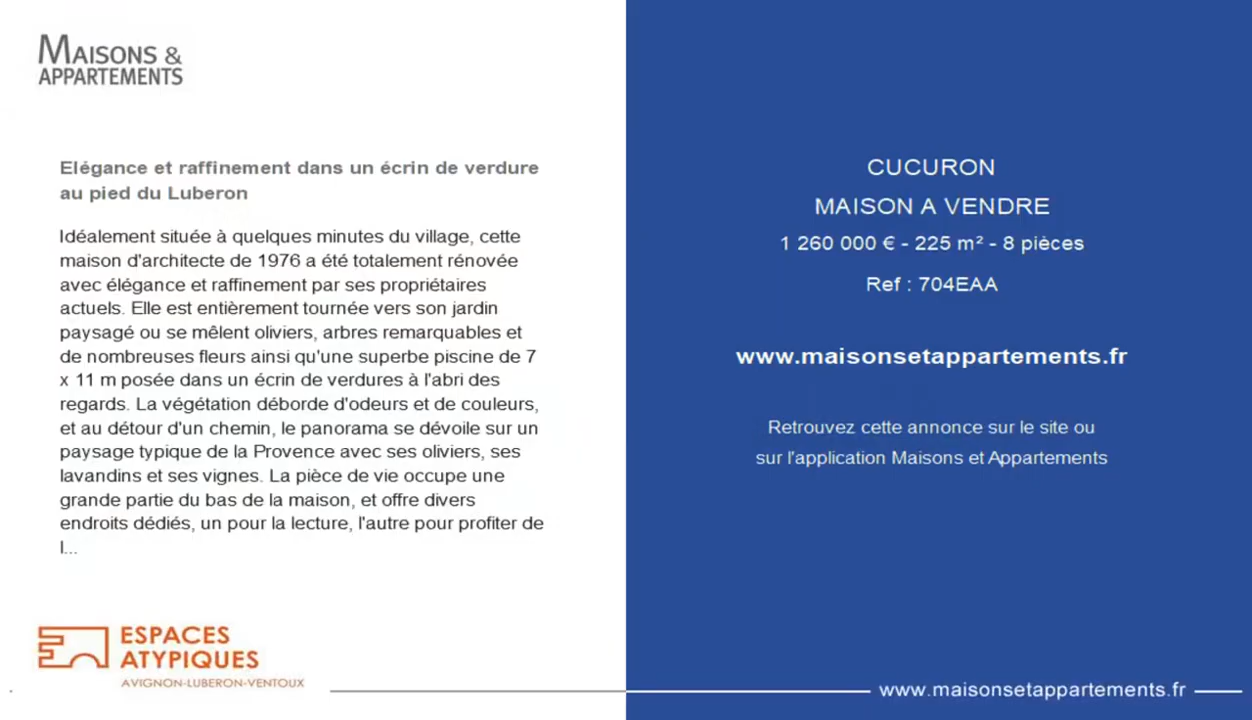 MAISONS &
APPARTEMENTS
Elégance et raffinement dans un écrin de verdure
au pied du Luberon
Idéalement située à quelques minutes du village, cette
maison d'architecte de 1976 a été totalement rénovée
avec élégance et raffinement par ses propriétaires
actuels. Elle est entièrement tournée vers son jardin
paysagé ou se mêlent oliviers, arbres remarquables et
de nombreuses fleurs ainsi qu'une superbe piscine de 7
x 11 m posée dans un écrin de verdures à l'abri des
regards. La végétation déborde d'odeurs et de couleurs,
et au détour d'un chemin, le panorama se dévoile sur un
paysage typique de la Provence avec ses oliviers, ses
lavandins et ses vignes. La pièce de vie occupe une
grande partie du bas de la maison, et offre divers
endroits dédiés, un pour la lecture, l'autre pour profiter de
l...
ESPACES
ATYPIQUES
AVIGNON-LUBERON-VENTOUX
CUCURON
MAISON A VENDRE
1 260 000 € - 225 m² - 8 pièces
Ref : 704EAA
www.maisonsetappartements.fr
Retrouvez cette annonce sur le site ou
sur l'application Maisons et Appartements
www.maisonsetappartements.fr